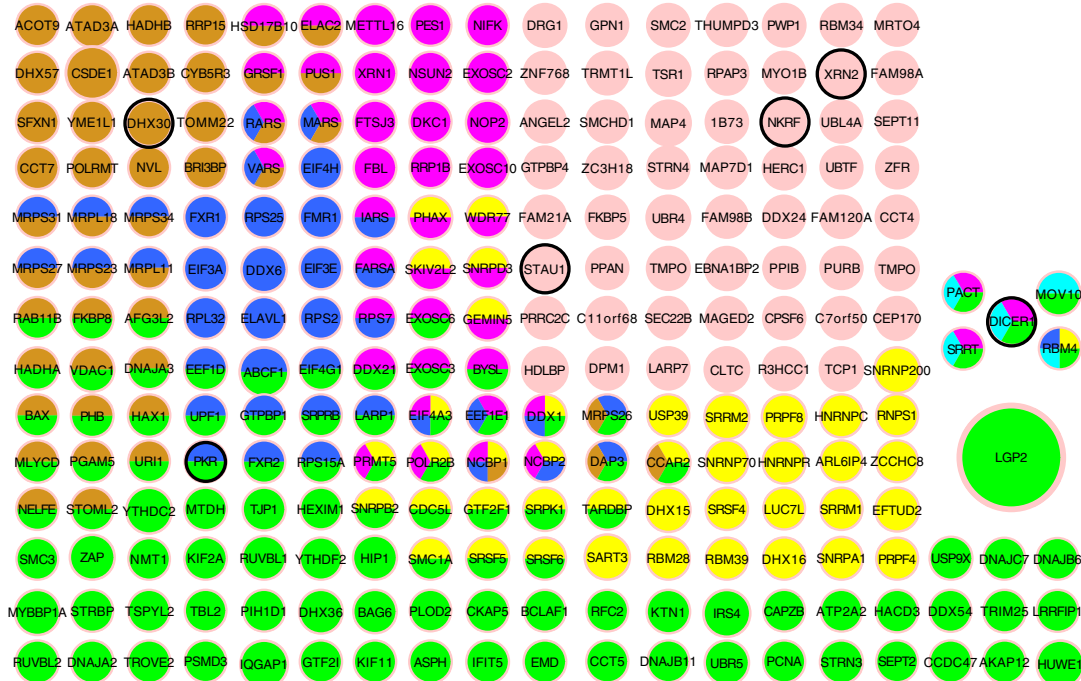 ACOT9 ATAD3A HADHB RRP15 HSD17B10 ELAC2 METTL16 PES1 NIFK DRG1 GPN1 SMC2 THUMPD3 PWP1 RBM34 MRTO4
DHX57 CSDE1 ATAD3B CYB5R3 GRSF1 PUS1 XRN1 NSUN2 EXOSC2 ZNF768 TRMT1L TSR1 RPAP3 MYO1B XRN2 FAM98A
SFXN1 YME1L1 DHX30 TOMM22 RARS MARS FTSJ3 DKC1 NOP2 ANGEL2 SMCHD1 MAP4 1B73 NKRF UBL4A SEPT11
CCT7 POLRMT NVL BRI3BP VARS EIF4H FBL RRP1B EXOSC10 GTPBP4 ZC3H18 STRN4 MAP7D1 HERC1 UBTF ZFR
MRPS31 MRPL18 MRPS34 FXR1 RPS25 FMR1 IARS PHAX WDR77 FAM21A FKBP5 UBR4 FAM98B DDX24 FAM120A CCT4
MRPS27 MRPS23 MRPL11 EIF3A DDX6 EIF3E FARSA SKIV2L2 SNRPD3 STAU1 PPAN TMPO EBNA1BP2 PPIB PURB TMPO
PACT MOV10
RAB11B FKBP8 AFG3L2 RPL32 ELAVL1 RPS2 RPS7 EXOSC6 GEMIN5 PRRC2C C11orf68 SEC22B MAGED2 CPSF6 C7orf50 CEP170 DICER1
SRRT RBM4
HADHA VDAC1 DNAJA3 EEF1D ABCF1 EIF4G1 DDX21 EXOSC3 BYSL HDLBP DPM1 LARP7 CLTC R3HCC1 TCP1 SNRNP200
BAX PHB HAX1 UPF1 GTPBP1 SRPRB LARP1 EIF4A3 EEF1E1 DDX1 MRPS26 USP39 SRRM2 PRPF8 HNRNPC RNPS1
MLYCD PGAM5 URI1 PKR FXR2 RPS15A PRMT5 POLR2B NCBP1 NCBP2 DAP3 CCAR2 SNRNP70 HNRNPR ARL6IP4 ZCCHC8 LGP2
NELFE STOML2 YTHDC2 MTDH TJP1 HEXIM1 SNRPB2 CDC5L GTF2F1 SRPK1 TARDBP DHX15 SRSF4 LUC7L SRRM1 EFTUD2
SMC3 ZAP NMT1 KIF2A RUVBL1 YTHDF2 HIP1 SMC1A SRSF5 SRSF6 SART3 RBM28 RBM39 DHX16 SNRPA1 PRPF4 USP9X DNAJC7 DNAJB6
MYBBP1A STRBP TSPYL2 TBL2 PIH1D1 DHX36 BAG6 PLOD2 CKAP5 BCLAF1 RFC2 KTN1 IRS4 CAPZB ATP2A2 HACD3 DDX54 TRIM25 LRRFIP1
RUVBL2 DNAJA2 TROVE2 PSMD3 IQGAP1 GTF2I KIF11 ASPH IFIT5 EMD CCT5 DNAJB11 UBR5 PCNA STRN3 SEPT2 CCDC47 AKAP12 HUWE1